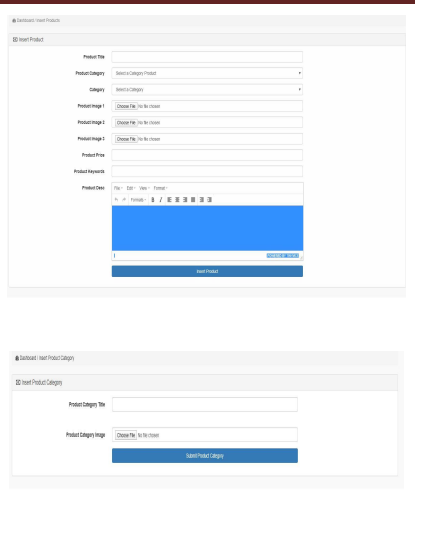 Dashboard / Insert Products
Insert Product
Product Title
Product Category Select a Category Product
Category Select a Category
Product Image 1 Choose File No file chosen
Product Image 2 Choose File No file chosen
Product Image 3 Choose File No file chosen
Product Price
Product Keywords
Product Desc File Edit View Format
Formats B I
p POWERED BY TINYMCE
Insert Product
Dashboard / Insert Product Category
Insert Product Category
Product Category Title
Product Category Image Choose File No file chosen
Submit Product Category